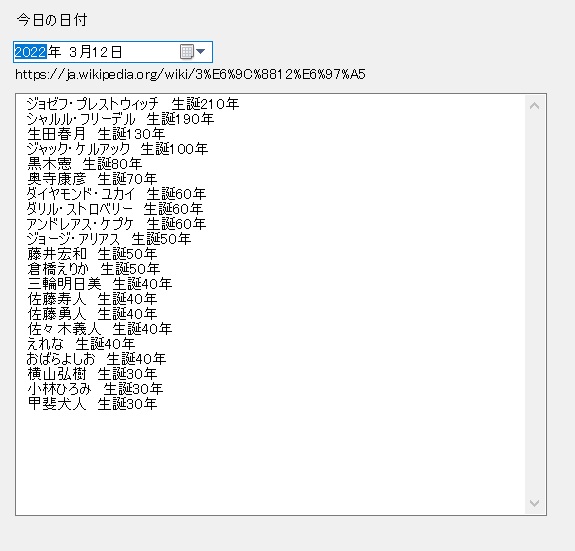 今日の日付
2022年 3月12日
https://ja.wikipedia.org/wiki/3%E6%9C%8812%E6%97%A5
ジョゼフ・プレストウィッチ　生誕210年
シャルル・フリーデル　生誕190年
生田春月　生誕130年
ジャック・ケルアック　生誕100年
黒木憲　生誕80年
奥寺康彦　生誕70年
ダイヤモンド・ユカイ　生誕60年
ダリル・ストロベリー　生誕60年
アンドレアス・ケプケ　生誕60年
ジョージ・アリアス　生誕50年
藤井宏和　生誕50年
倉橋えりか　生誕50年
三輪明日美　生誕40年
佐藤寿人　生誕40年
佐藤勇人　生誕40年
佐々木義人　生誕40年
えれな　生誕40年
おばらよしお　生誕40年
横山弘樹　生誕30年
小林ひろみ　生誕30年
甲斐犬人　生誕30年